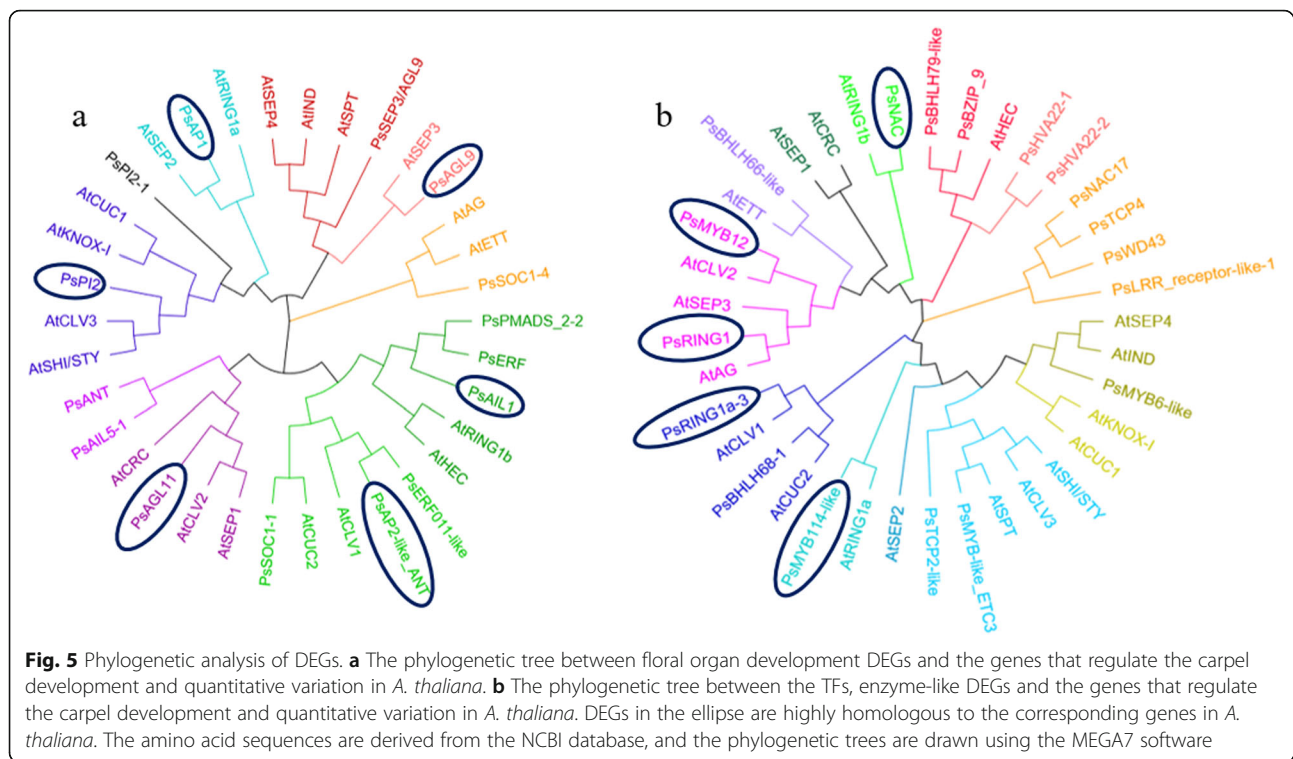 a
AtRING1a
PsAP1
AtSEP2
PsPI2-1
AtCUC1
AtKNOX-I
PsPI2
AtCLV3
AtSHI/STY
PsANT
PsAIL5-1
AtCRC
PsAGL11
AtCLV2
AtSEP1
PsSOC1-1
AtCUC2
AtCLV1
PsAP2-like_ANT
PsERF011-like
AtHEC
AtRING1b
PsAIL1
PsERF
PsPMADS_2-2
PsSOC1-4
AtETT
AtAG
PsAGL9
AtSEP3
PsSEP3/AGL9
AtSPT
AtIND
AtSEP4
b
PsNAC
AtRING1b
AtCRC
AtSEP1
PsBHLH66-like
AtETT
PsMYB12
AtCLV2
AtSEP3
PsRING1
AtAG
PsRING1a-3
AtCLV1
PsBHLH68-1
AtCUC2
PsMYB114-like
AtRING1a
AtSEP2
PsTCP2-like
PsMYB-like_ETC3
AtSPT
AtCLV3
AtSHI/STY
AtCUC1
AtKNOX-I
PsMYB6-like
AtIND
AtSEP4
PsLRR_receptor-like-1
PsWD43
PsTCP4
PsNAC17
PsHVA22-2
PsHVA22-1
AtHEC
PsBZIP_9
PsBHLH79-like
Fig. 5 Phylogenetic analysis of DEGs. a The phylogenetic tree between floral organ development DEGs and the genes that regulate the carpel
development and quantitative variation in A. thaliana. b The phylogenetic tree between the TFs, enzyme-like DEGs and the genes that regulate
the carpel development and quantitative variation in A. thaliana. DEGs in the ellipse are highly homologous to the corresponding genes in A.
thaliana. The amino acid sequences are derived from the NCBI database, and the phylogenetic trees are drawn using the MEGA7 software